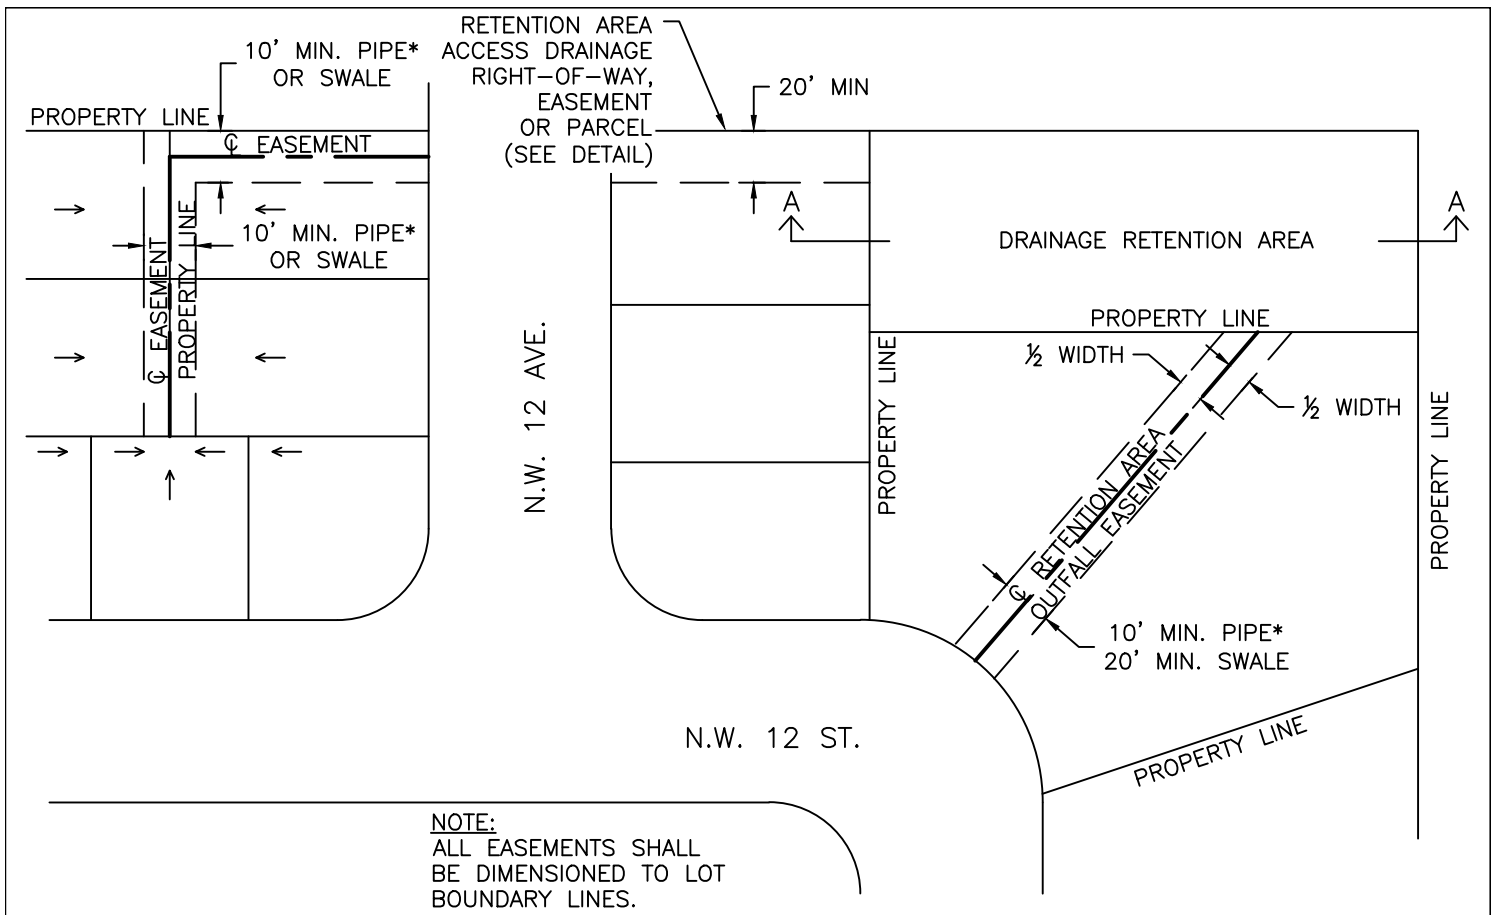 RETENTION AREA
ACCESS DRAINAGE
RIGHT-OF-WAY,
EASEMENT
OR PARCEL
(SEE DETAIL)
10' MIN. PIPE*
OR SWALE
20' MIN
PROPERTY LINE
℄ EASEMENT
10' MIN. PIPE*
OR SWALE
℄ EASEMENT
PROPERTY LINE
A
A
DRAINAGE RETENTION AREA
PROPERTY LINE
½ WIDTH
½ WIDTH
PROPERTY LINE
PROPERTY LINE
N.W. 12 AVE.
℄ RETENTION AREA
OUTFALL EASEMENT
10' MIN. PIPE*
20' MIN. SWALE
N.W. 12 ST.
PROPERTY LINE
NOTE:
ALL EASEMENTS SHALL
BE DIMENSIONED TO LOT
BOUNDARY LINES.